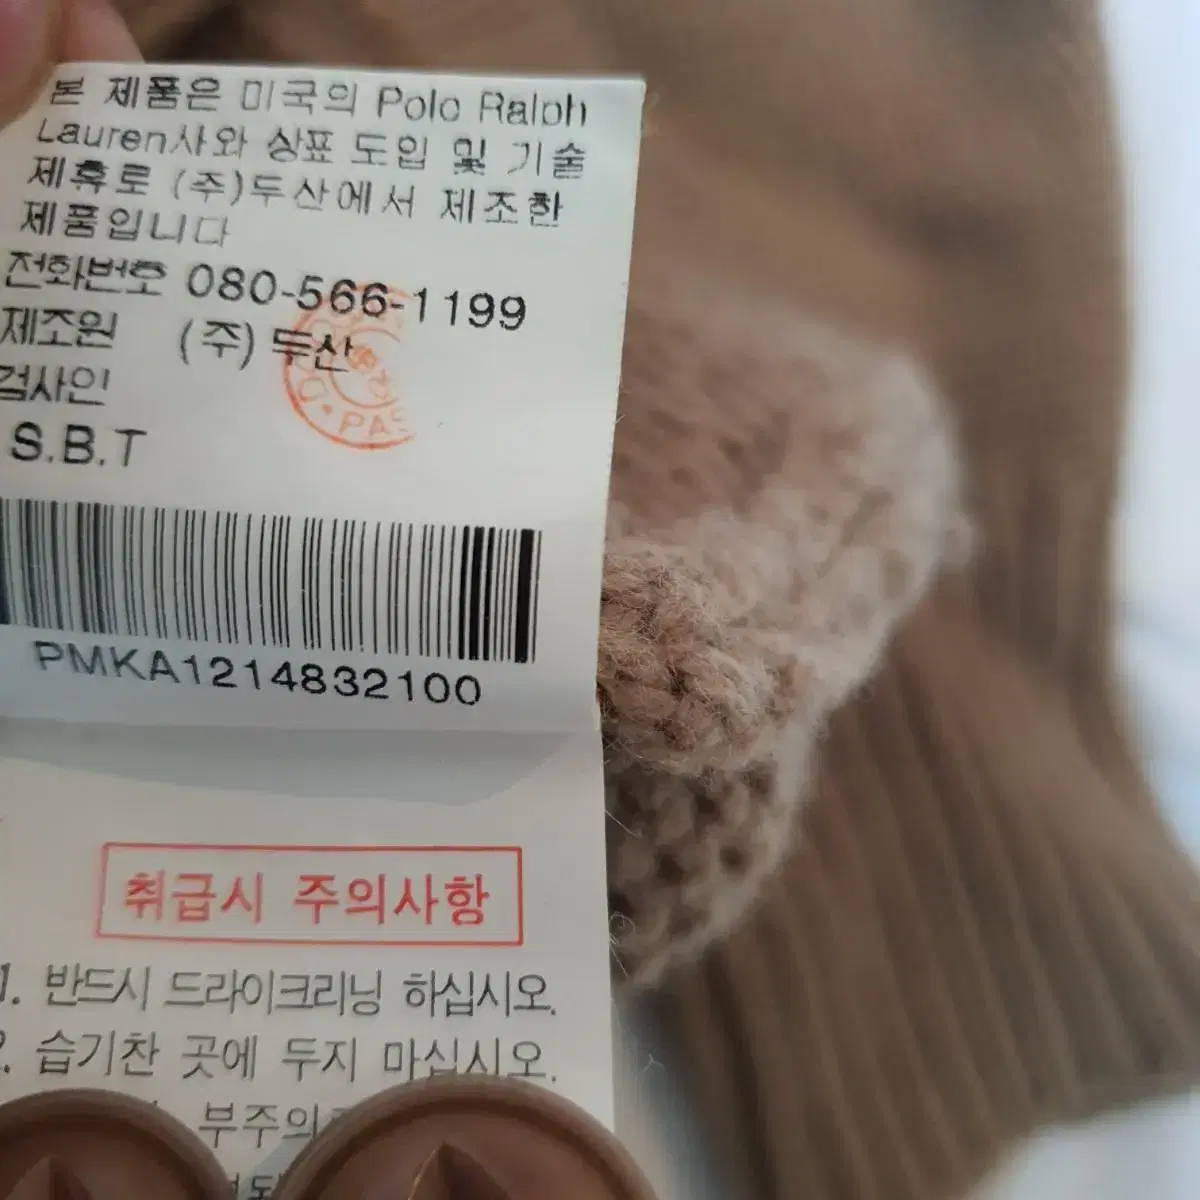 본 제품은 미국의 Polo Ralph
Lauren사와 상표 도입 및 기술
제휴로 (주)두산에서 제조한
제품입니다
전화번호 080-566-1199
제조원 (주)두산
검사인
PAS
S.B.T
PMKA1214832100
취급시 주의사항
1. 반드시 드라이크리닝 하십시오.
2. 습기찬 곳에 두지 마십시오.
부주의